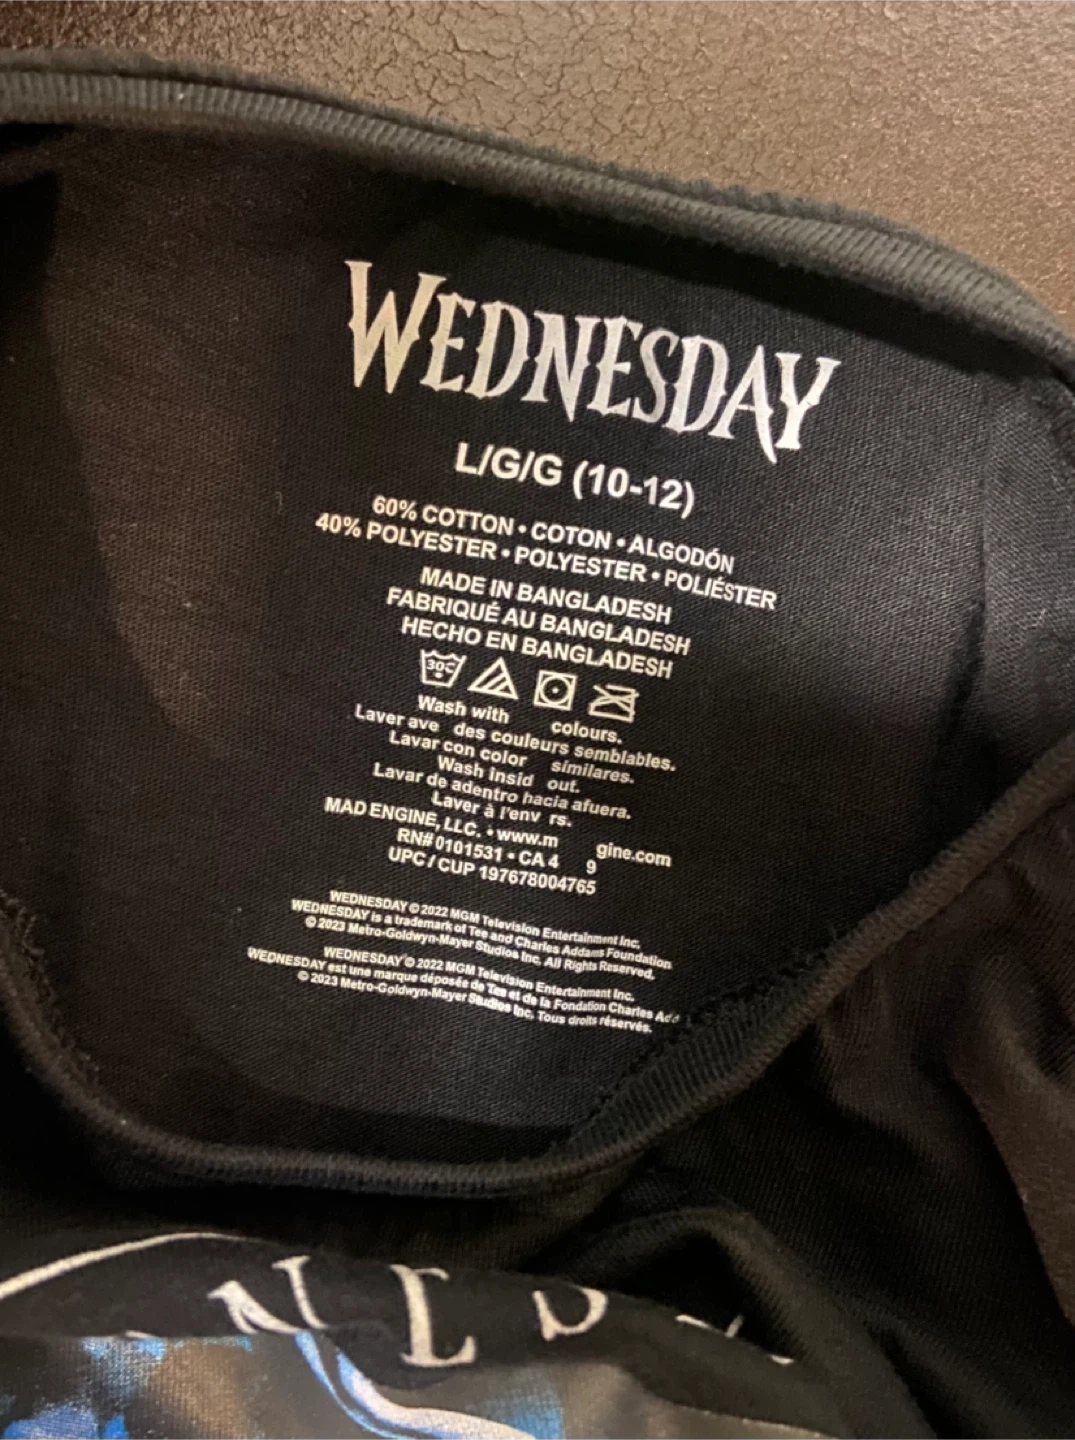 WEDNESDAY
L/G/G (10-12)
60% COTTON • COTON • ALGODÓN
40% POLYESTER • POLYESTER • POLIÉSTER
MADE IN BANGLADESH
FABRIQUÉ AU BANGLADESH
HECHO EN BANGLADESH
30C
Wash with colours.
Laver ave des couleurs semblables.
Lavar con color similares.
Wash insid out.
Lavar de adentro hacia afuera.
Laver à l'env rs.
MAD ENGINE, LLC. • www.m gine.com
RN# 0101531 • CA 4 9
UPC / CUP 197678004765
WEDNESDAY © 2022 MGM Television Entertainment Inc.
WEDNESDAY is a trademark of Tee and Charles Addams Foundation
© 2023 Metro-Goldwyn-Mayer Studios Inc. All Rights Reserved.
WEDNESDAY © 2022 MGM Television Entertainment Inc.
WEDNESDAY est une marque déposée de Tee et de la Fondation Charles Add
© 2023 Metro-Goldwyn-Mayer Studios Inc. Tous droits réservés.